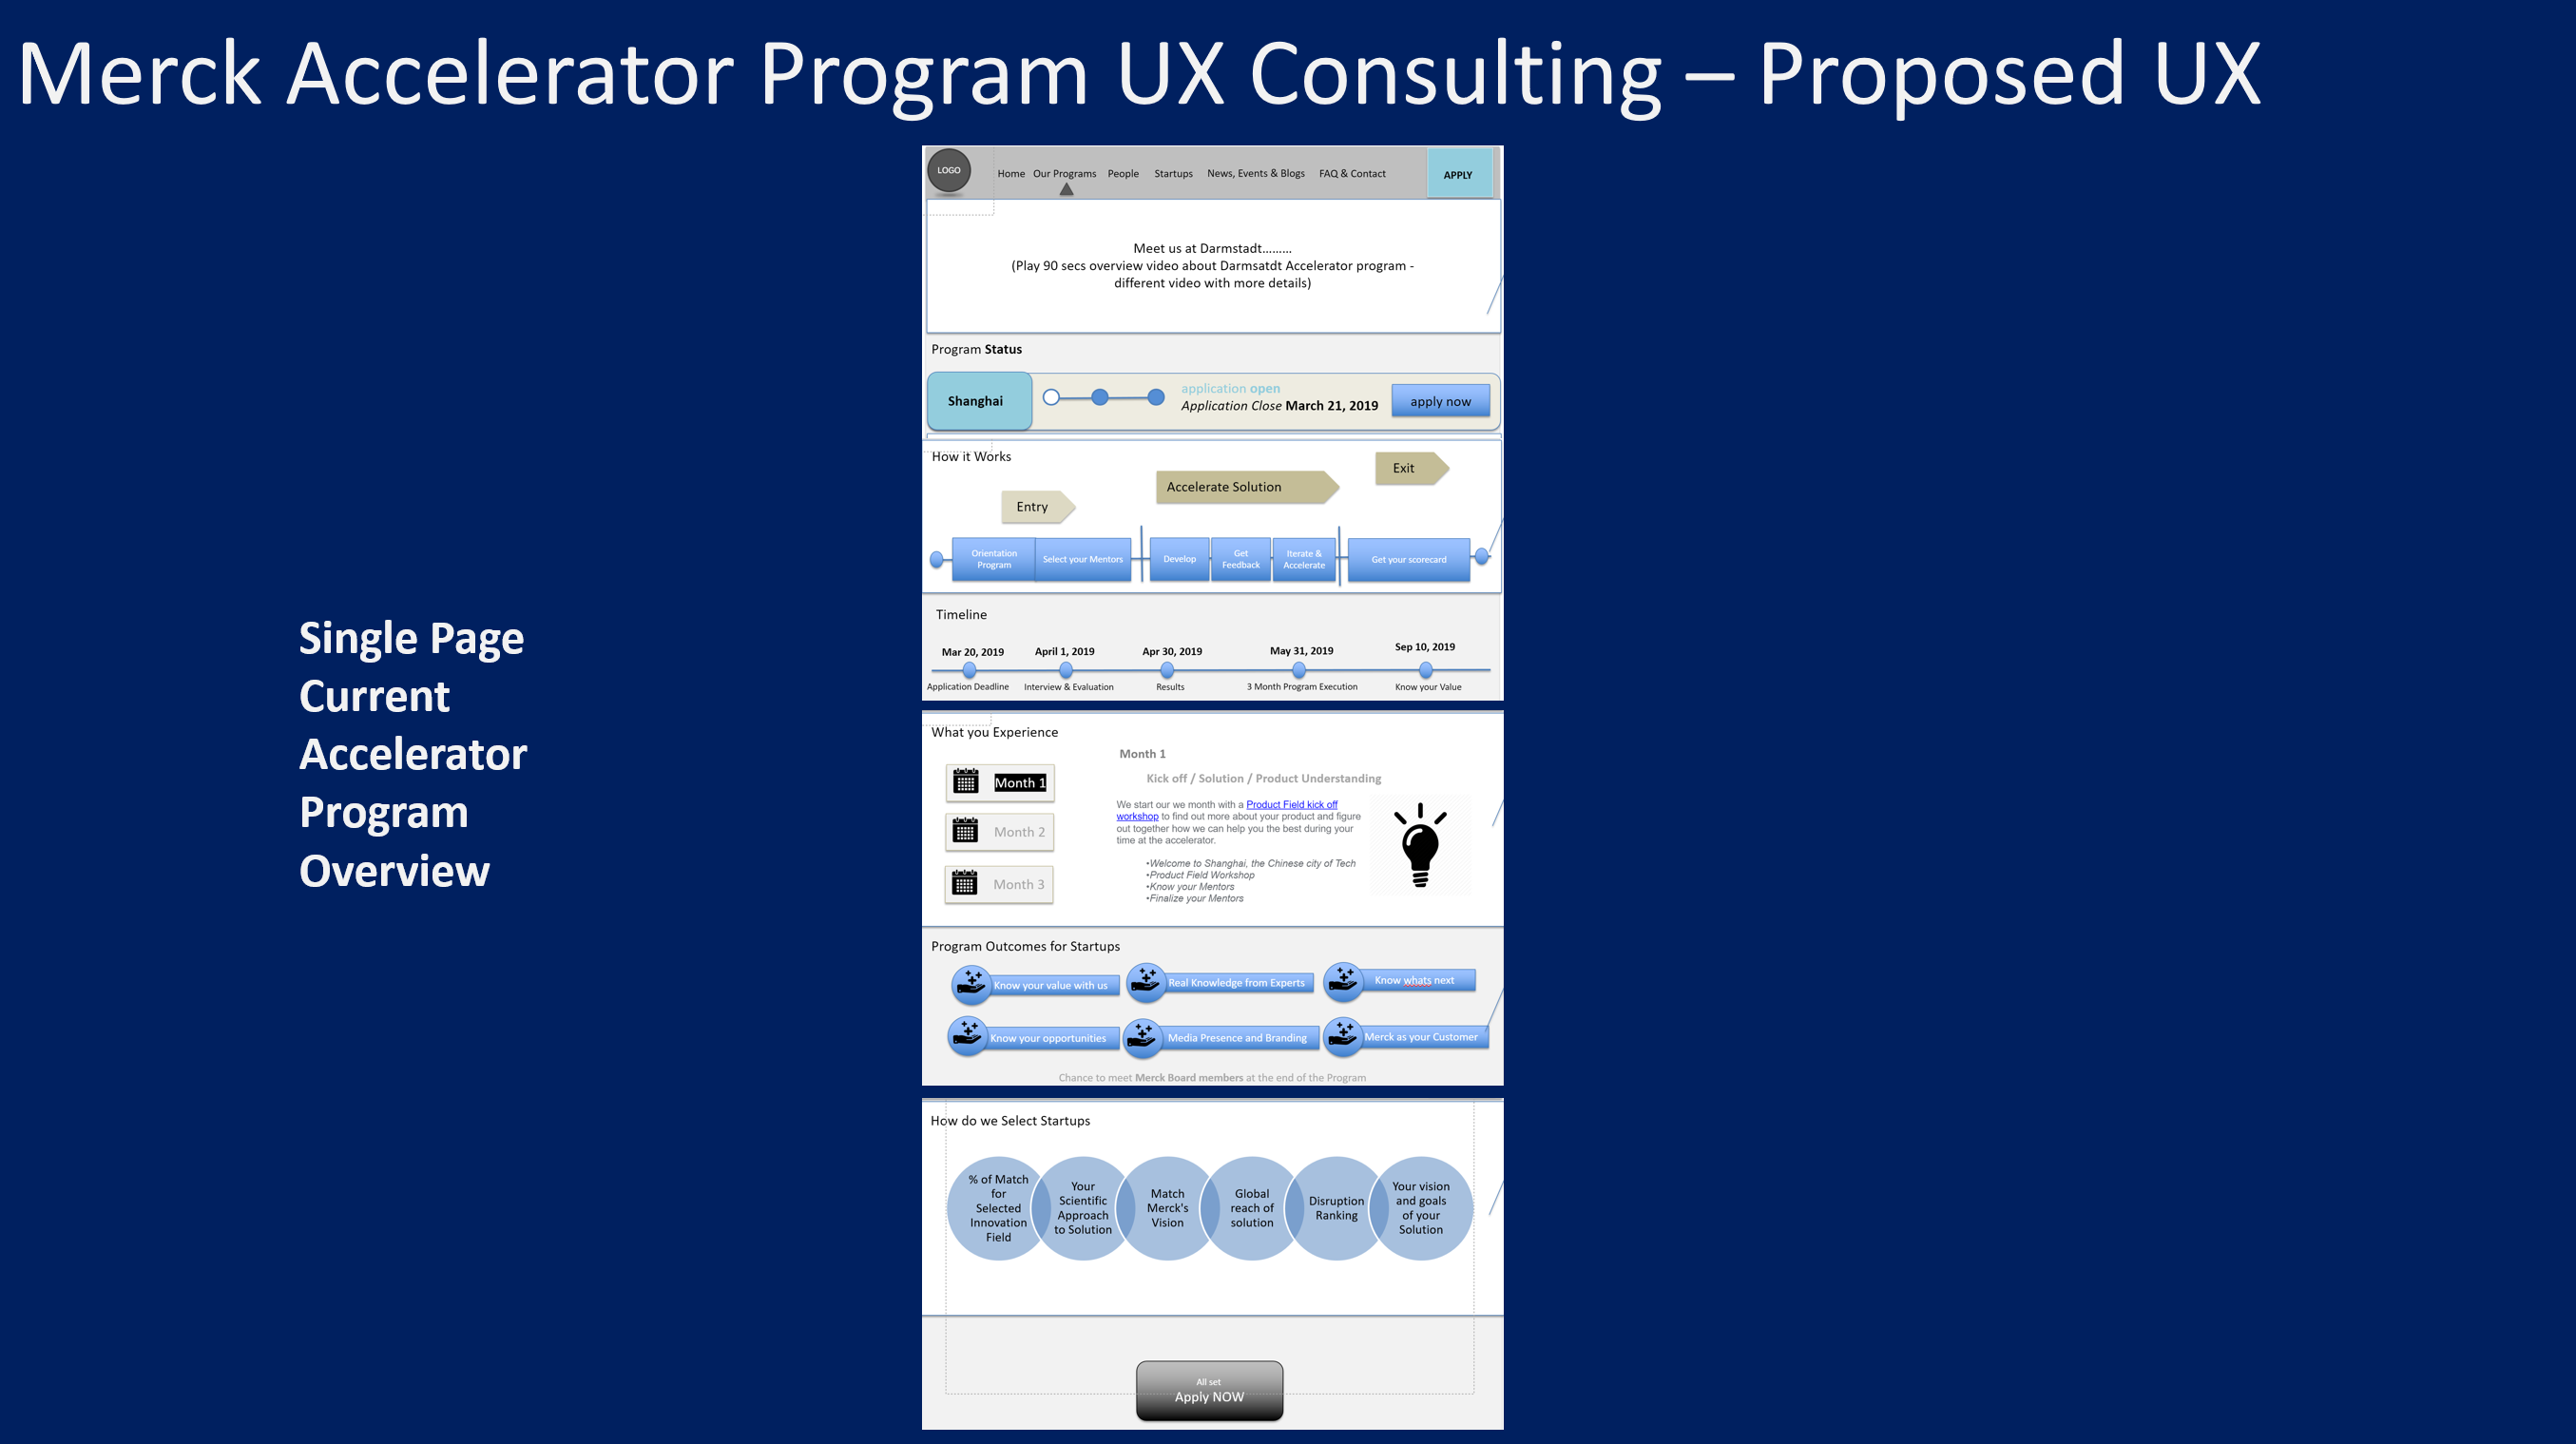 Merck Accelerator Program UX Consulting – Proposed UX
Single Page
Current
Accelerator
Program
Overview
LOGO
Home Our Programs People Startups News, Events & Blogs FAQ & Contact
APPLY
Meet us at Darmstadt.........
(Play 90 secs overview video about Darmsatdt Accelerator program -
different video with more details)
Program Status
Shanghai
application open
Application Close March 21, 2019
apply now
How it Works
Entry
Accelerate Solution
Exit
Orientation
Program
Select your Mentors
Develop
Get
Feedback
Iterate &
Accelerate
Get your scorecard
Timeline
Mar 20, 2019
April 1, 2019
Apr 30, 2019
May 31, 2019
Sep 10, 2019
Application Deadline
Interview & Evaluation
Results
3 Month Program Execution
Know your Value
What you Experience
Month 1
Month 2
Month 3
Month 1
Kick off / Solution / Product Understanding
We start our we month with a Product Field kick off
workshop to find out more about your product and figure
out together how we can help you the best during your
time at the accelerator.
•Welcome to Shanghai, the Chinese city of Tech
•Product Field Workshop
•Know your Mentors
•Finalize your Mentors
Program Outcomes for Startups
Know your value with us
Real Knowledge from Experts
Know whats next
Know your opportunities
Media Presence and Branding
Merck as your Customer
Chance to meet Merck Board members at the end of the Program
How do we Select Startups
% of Match
for
Selected
Innovation
Field
Your
Scientific
Approach
to Solution
Match
Merck's
Vision
Global
reach of
solution
Disruption
Ranking
Your vision
and goals
of your
Solution
All set
Apply NOW